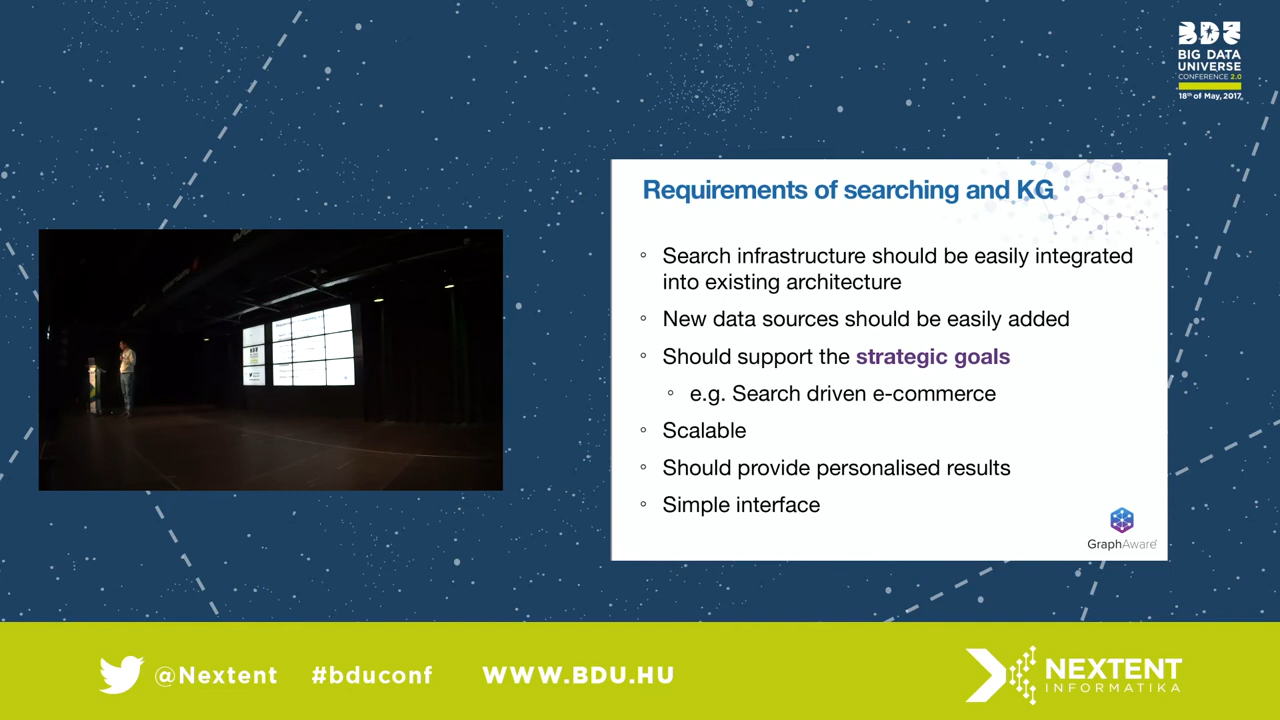 BDU
BIG DATA
UNIVERSE
CONFERENCE 2.0
18th of May, 2017
Requirements of searching and KG
◦ Search infrastructure should be easily integrated
into existing architecture
◦ New data sources should be easily added
◦ Should support the strategic goals
◦ e.g. Search driven e-commerce
◦ Scalable
◦ Should provide personalised results
◦ Simple interface
GraphAware
@Nextent #bduconf WWW.BDU.HU
NEXTENT
INFORMATIKA